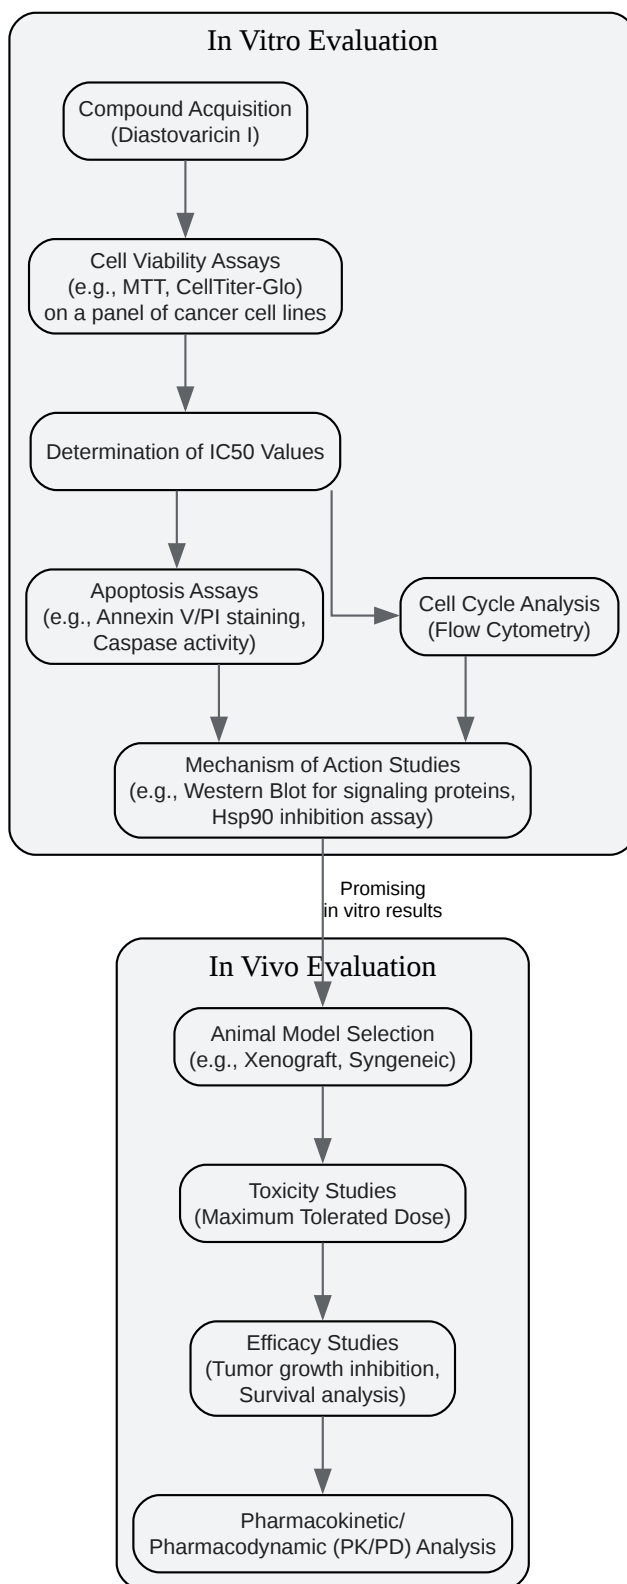 In Vitro Evaluation
Compound Acquisition
(Diastovaricin I)
Cell Viability Assays
(e.g., MTT, CellTiter-Glo)
on a panel of cancer cell lines
Determination of IC50 Values
Apoptosis Assays
(e.g., Annexin V/PI staining,
Caspase activity)
Cell Cycle Analysis
(Flow Cytometry)
Mechanism of Action Studies
(e.g., Western Blot for signaling proteins,
Hsp90 inhibition assay)
Promising
in vitro results
In Vivo Evaluation
Animal Model Selection
(e.g., Xenograft, Syngeneic)
Toxicity Studies
(Maximum Tolerated Dose)
Efficacy Studies
(Tumor growth inhibition,
Survival analysis)
Pharmacokinetic/
Pharmacodynamic (PK/PD) Analysis